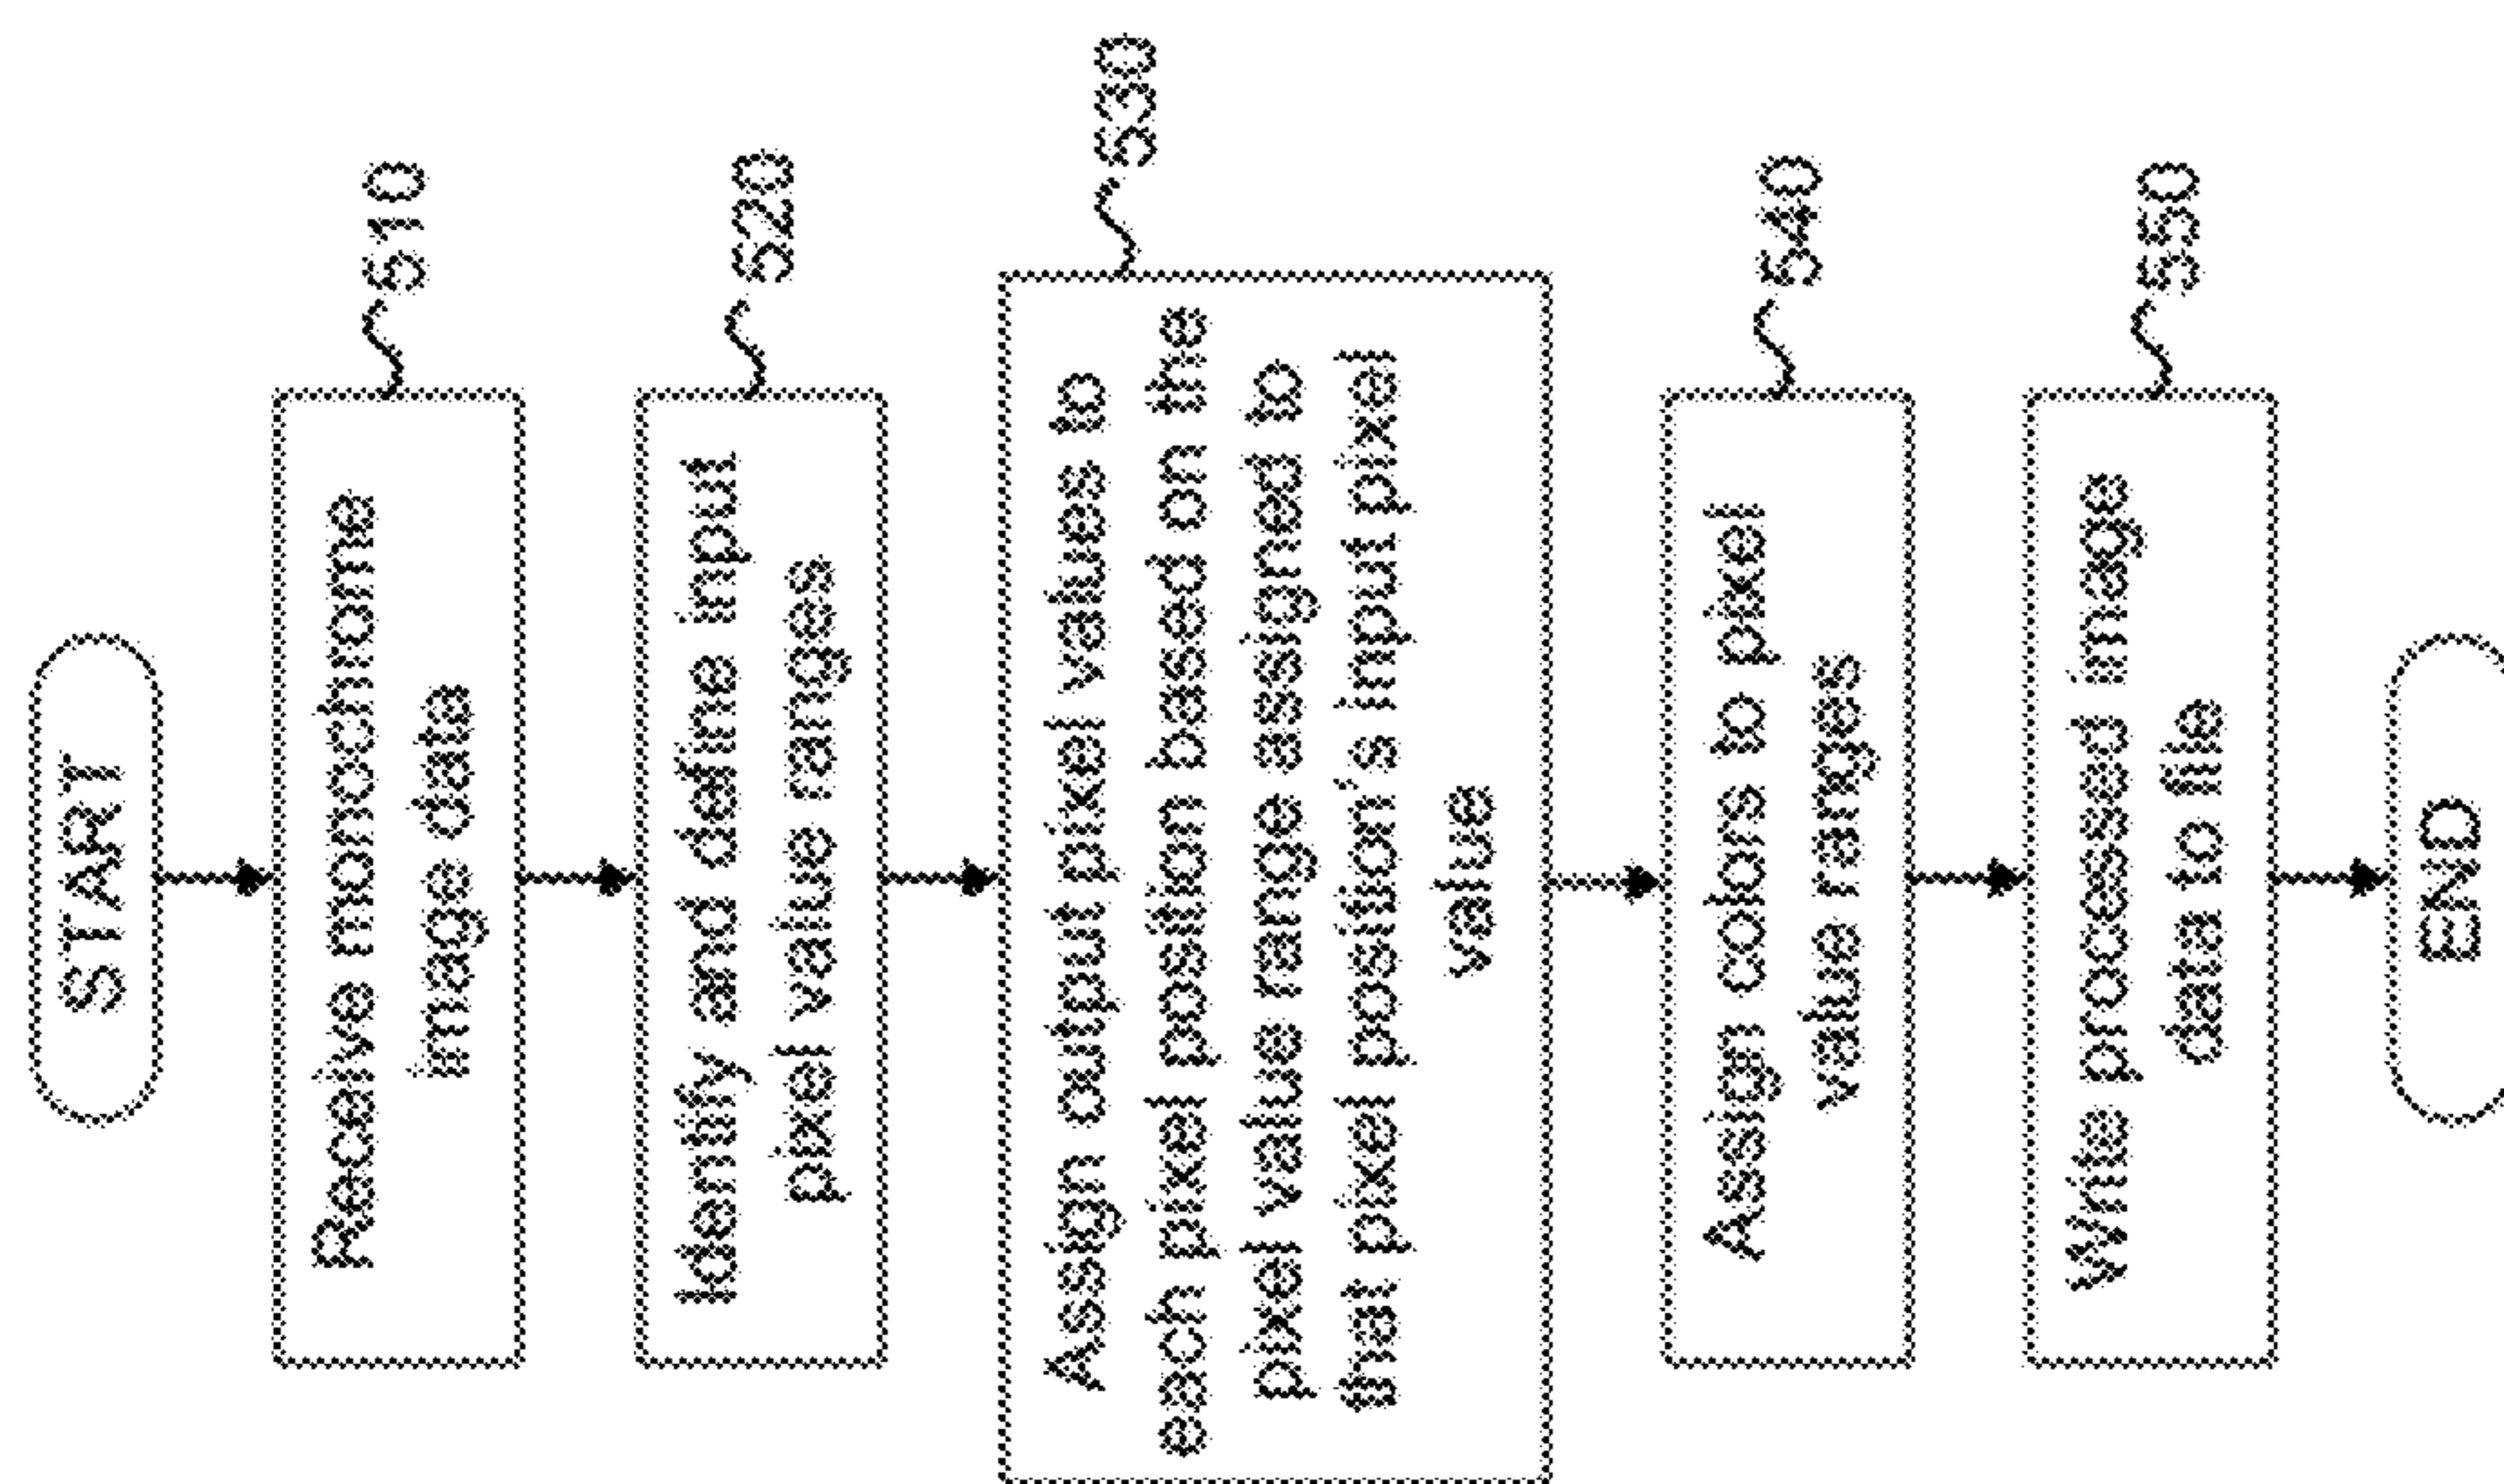 START
Receive monochrome
image data
510
Identify and define input
pixel value ranges
520
Assign output pixel values to
each pixel position based on the
pixel value range assigned to
that pixel position's input pixel
value
530
Assign colors to pixel
value ranges
540
Write processed image
data to file
550
END